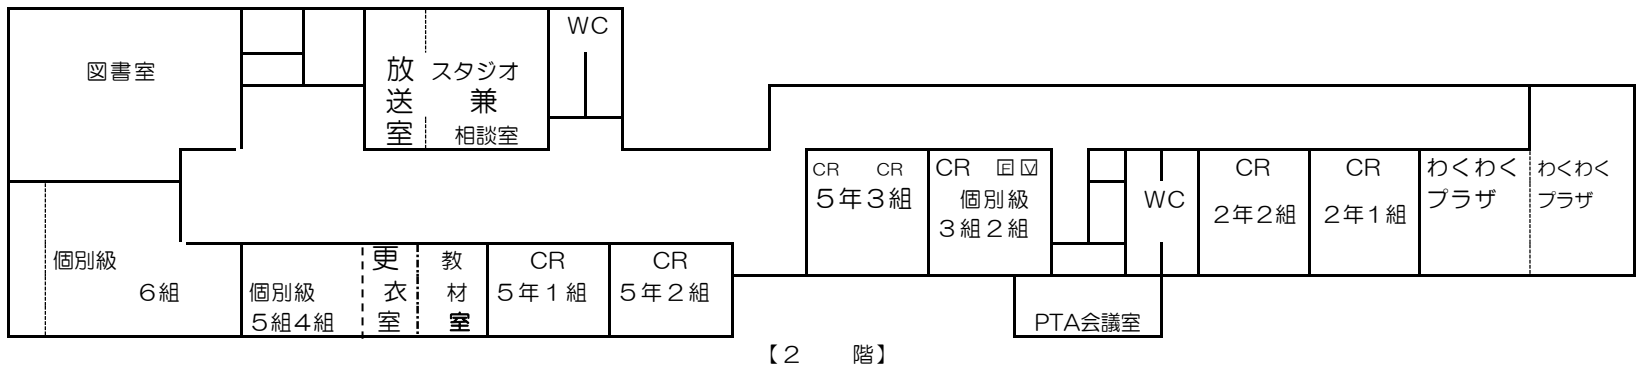 図書室
放送室
スタジオ
兼
相談室
WC
CR CR
５年３組
CR E V
個別級
３組２組
WC
CR
２年２組
CR
２年１組
わくわく
プラザ
わくわく
プラザ
個別級
６組
個別級
５組４組
更衣室
教材室
CR
５年１組
CR
５年２組
PTA会議室
【２　階】